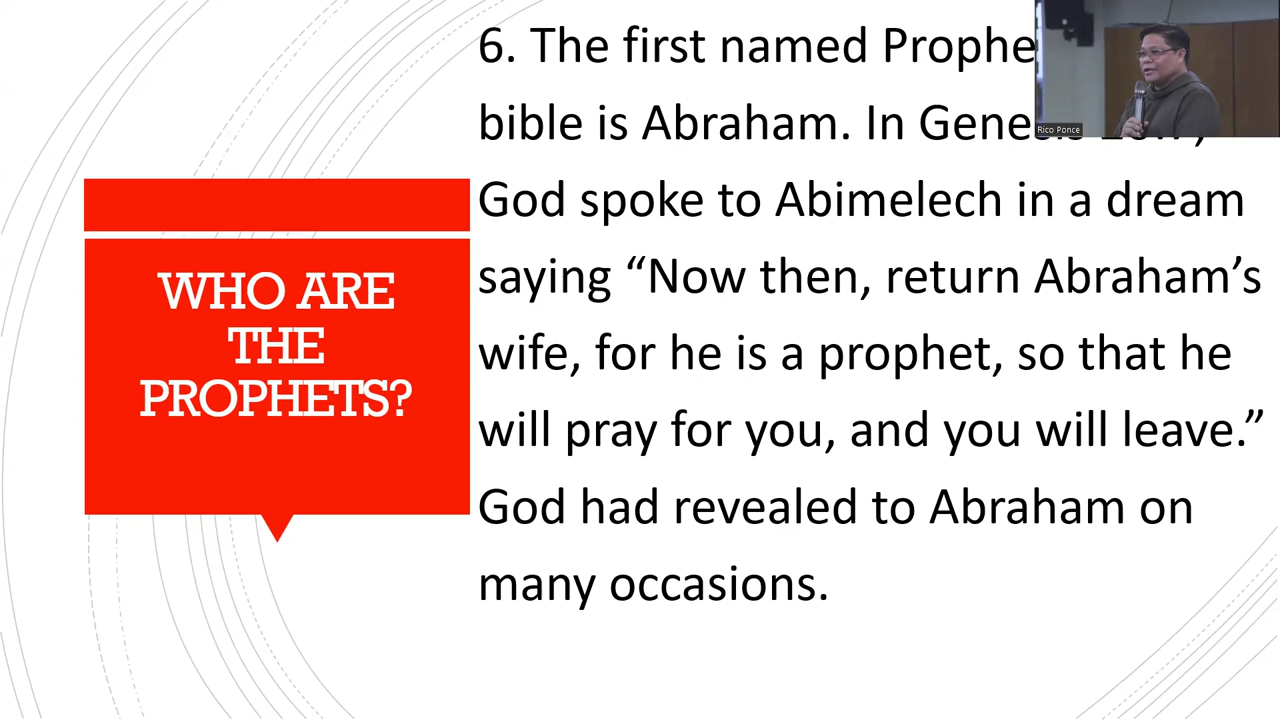 WHO ARE
THE
PROPHETS?
6. The first named
bible is Abraham. In
God spoke to Abimelech in a dream
saying “Now then, return Abraham’s
wife, for he is a prophet, so that he
will pray for you, and you will leave.”
God had revealed to Abraham on
many occasions.
Rico Ponce